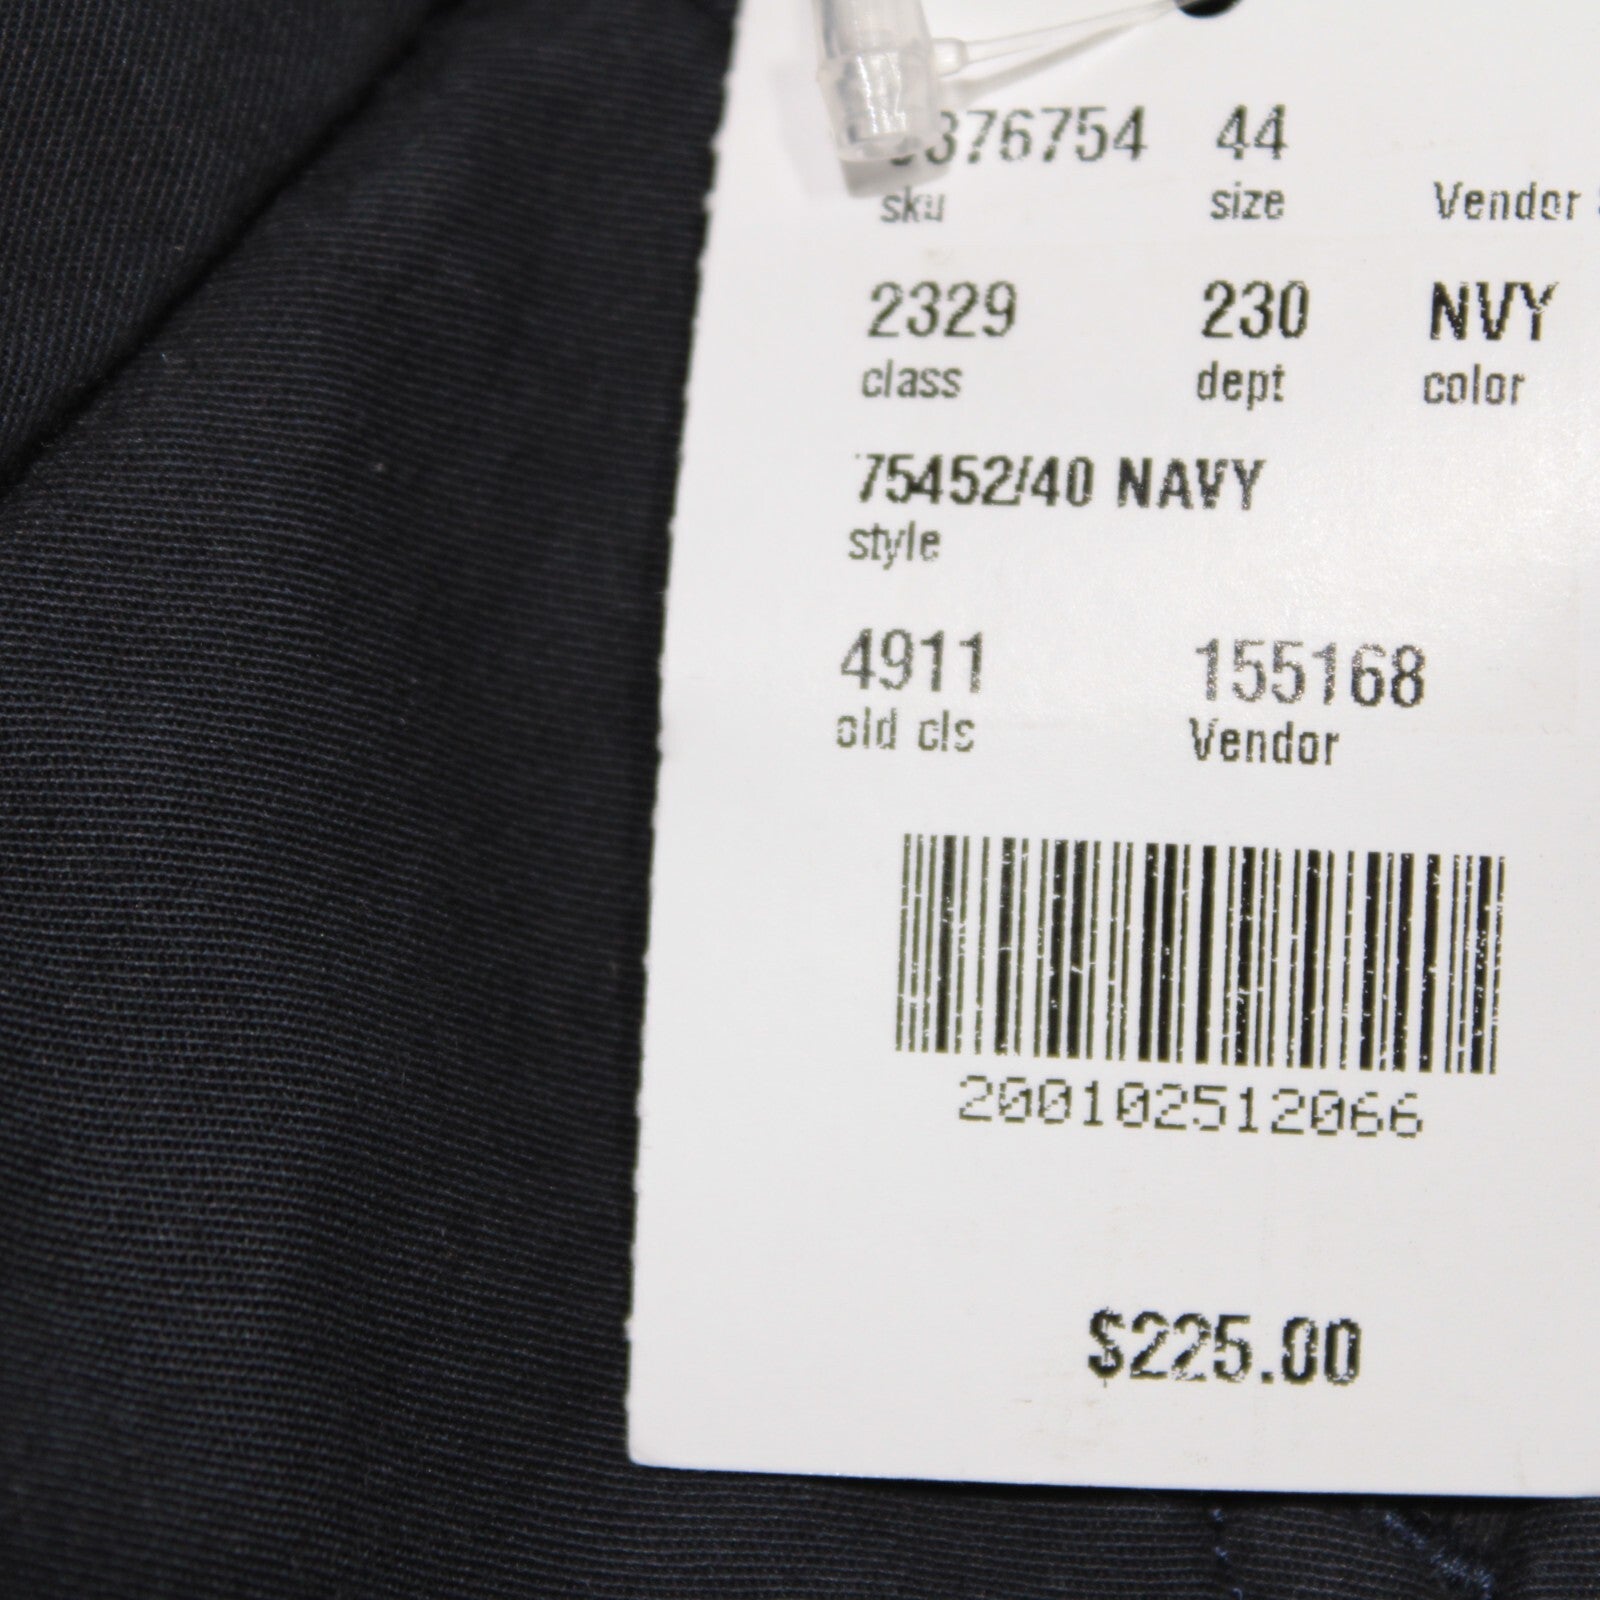 376754 44
sku size Vendor
2329 230 NVY
class dept color
75452/40 NAVY
style
4911 155168
old cls Vendor
200102512066
$225.00